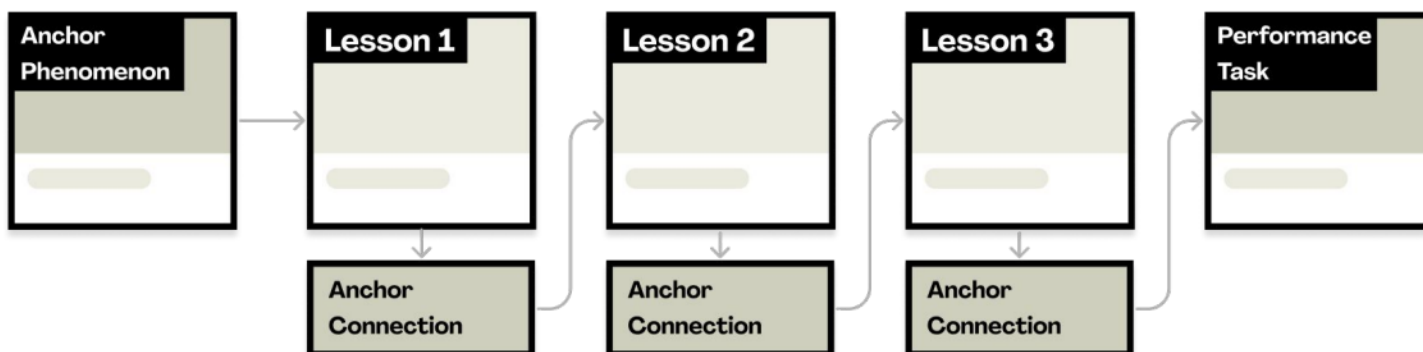 Anchor
Phenomenon
Lesson 1
Anchor
Connection
Lesson 2
Anchor
Connection
Lesson 3
Anchor
Connection
Performance
Task